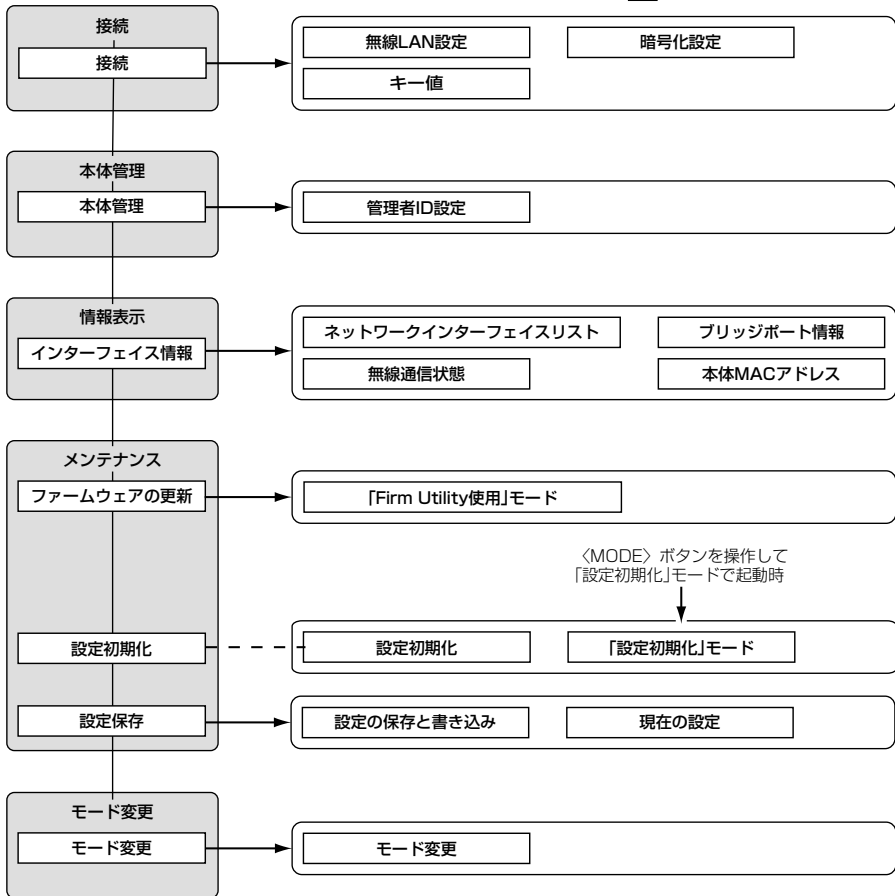 接続
接続
無線LAN設定
暗号化設定
キー値
本体管理
本体管理
管理者ID設定
情報表示
インターフェイス情報
ネットワークインターフェイスリスト
ブリッジポート情報
無線通信状態
本体MACアドレス
メンテナンス
ファームウェアの更新
「Firm Utility使用」モード
〈MODE〉ボタンを操作して
「設定初期化」モードで起動時
設定初期化
設定初期化
「設定初期化」モード
設定保存
設定の保存と書き込み
現在の設定
モード変更
モード変更
モード変更